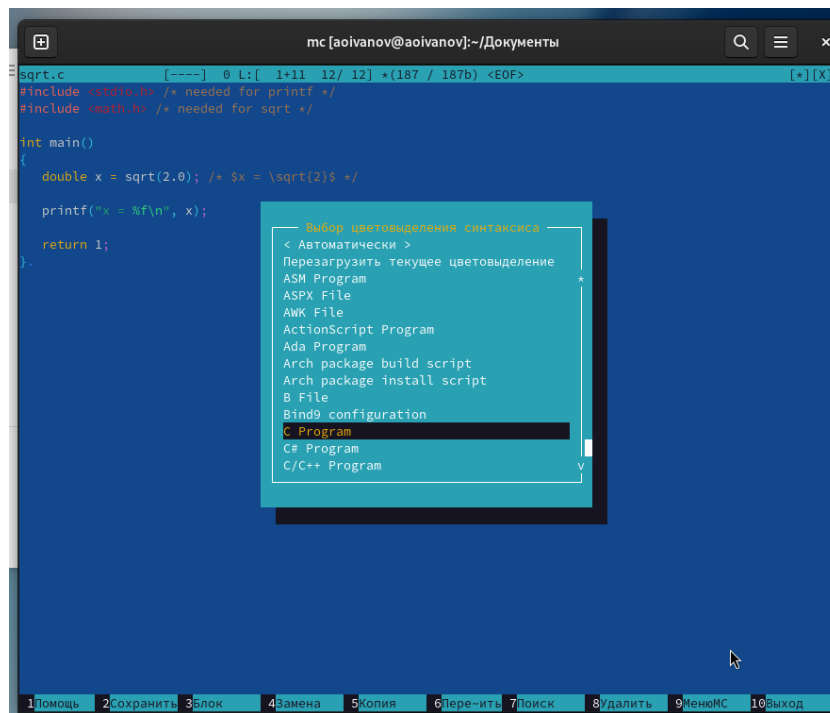 mc [aoivanov@aoivanov]:~/Документы
sqrt.c [----] 0 L:[ 1+11 12/ 12] *(187 / 187b) <EOF> [*][X]
#include <stdio.h> /* needed for printf */
#include <math.h> /* needed for sqrt */
int main()
{
double x = sqrt(2.0); /* $x = \sqrt{2}$ */
printf("x = %f\n", x);
return 1;
}.
Выбор цветовыделения синтаксиса
< Автоматически >
Перезагрузить текущее цветовыделение
ASM Program
ASPX File
AWK File
ActionScript Program
Ada Program
Arch package build script
Arch package install script
B File
Bind9 configuration
C Program
C# Program
C/C++ Program
1Помощь 2Сохранить 3Блок 4Замена 5Копия 6Пере~ить 7Поиск 8Удалить 9МенюMC 10Выход